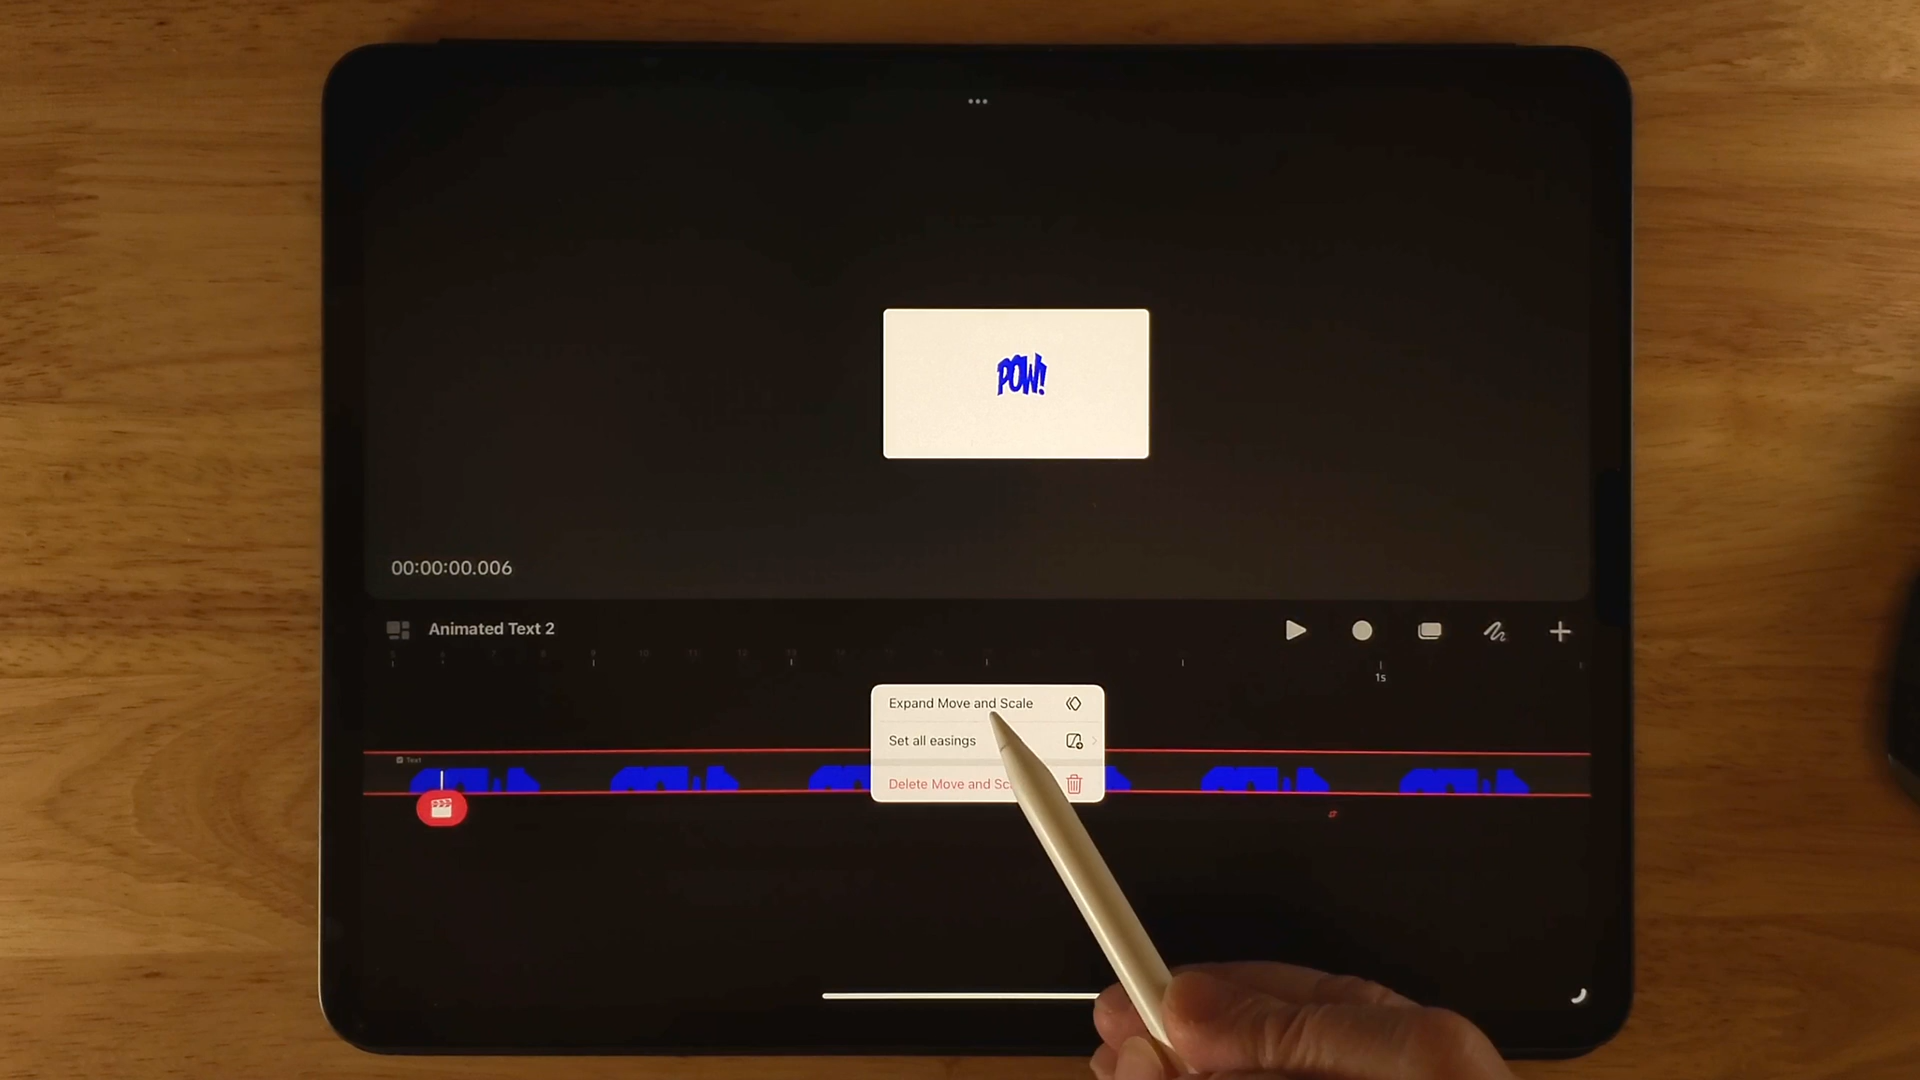 POW!
00:00:00.006
Animated Text 2
1s
Expand Move and Scale
Set all easings
Delete Move and Sc
Text